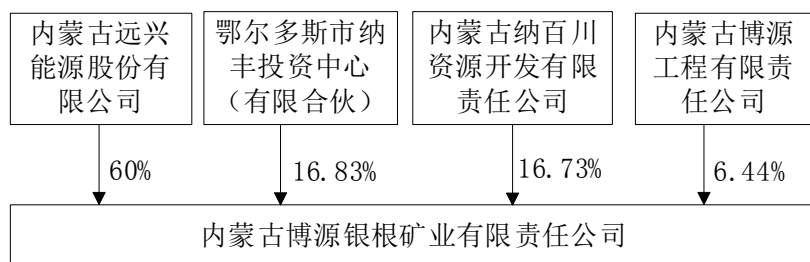 内蒙古远兴
能源股份有
限公司
鄂尔多斯市纳
丰投资中心
（有限合伙）
内蒙古纳百川
资源开发有限
责任公司
内蒙古博源
工程有限责
任公司
60%
16.83%
16.73%
6.44%
内蒙古博源银根矿业有限责任公司